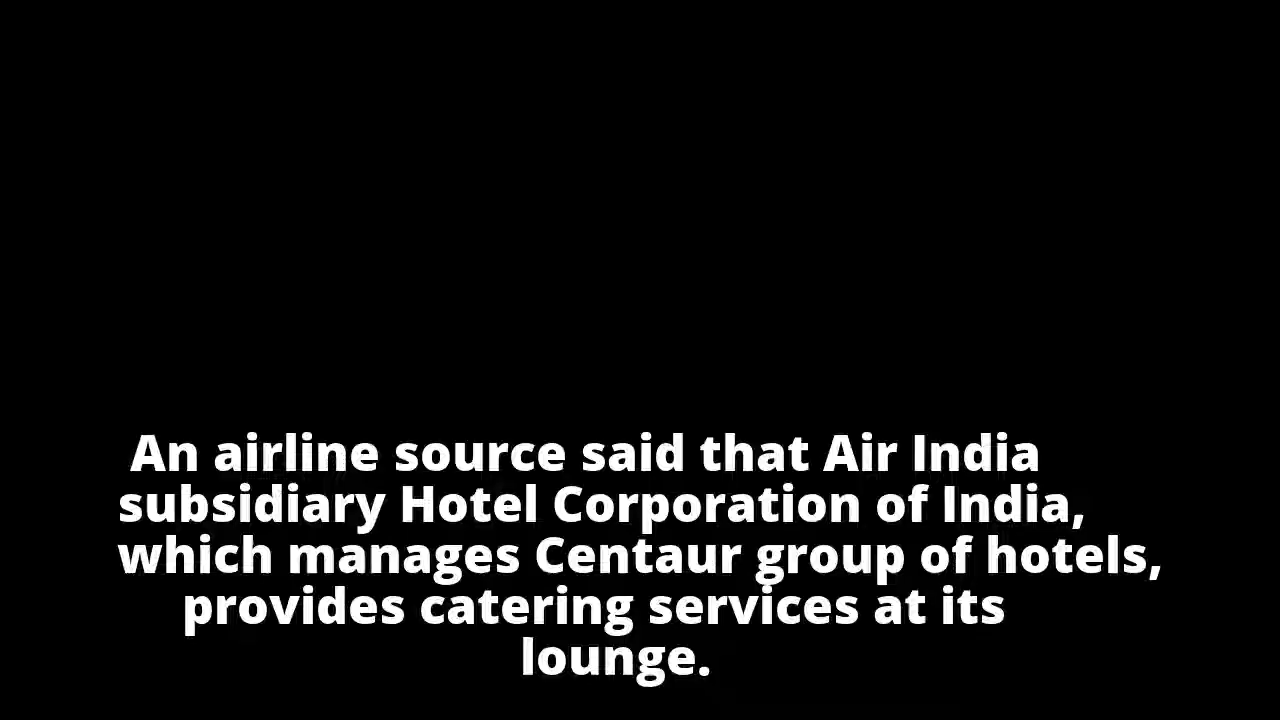 An airline source said that Air India
subsidiary Hotel Corporation of India,
which manages Centaur group of hotels,
provides catering services at its
lounge.